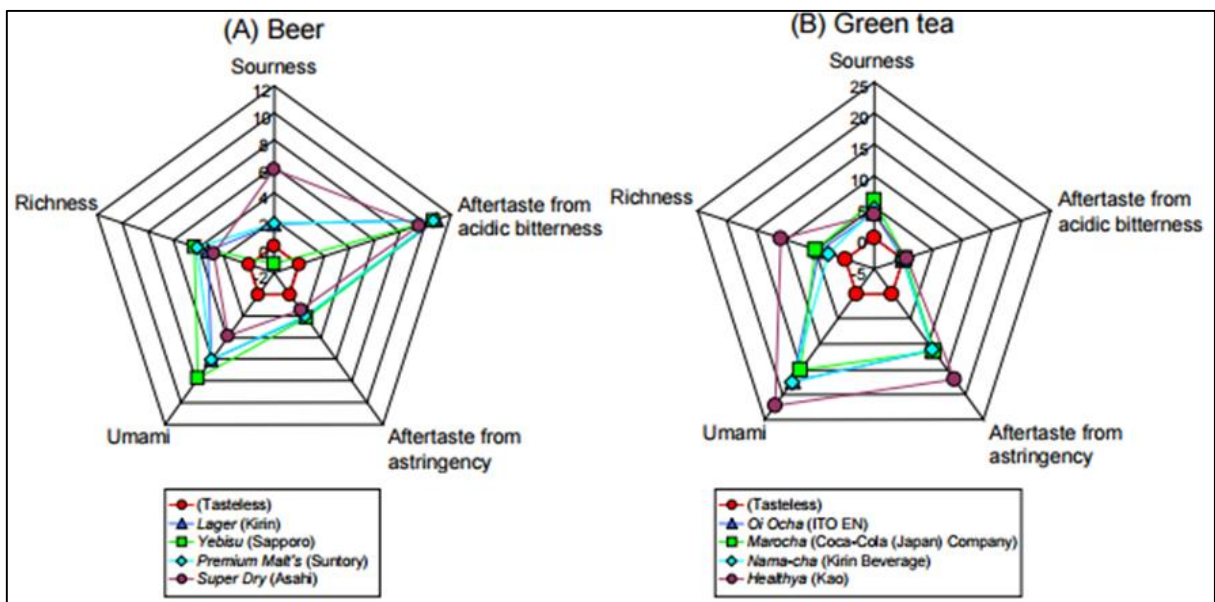 (A) Beer
Sourness
12
10
8
6
4
2
0
-2
Richness
Aftertaste from
acidic bitterness
Umami
Aftertaste from
astringency
(Tasteless)
Lager (Kirin)
Yebisu (Sapporo)
Premium Malt's (Suntory)
Super Dry (Asahi)
(B) Green tea
Sourness
25
20
15
10
5
0
-5
Richness
Aftertaste from
acidic bitterness
Umami
Aftertaste from
astringency
(Tasteless)
Oi Ocha (ITO EN)
Marocha (Coca-Cola (Japan) Company)
Nama-cha (Kirin Beverage)
Healthya (Kao)